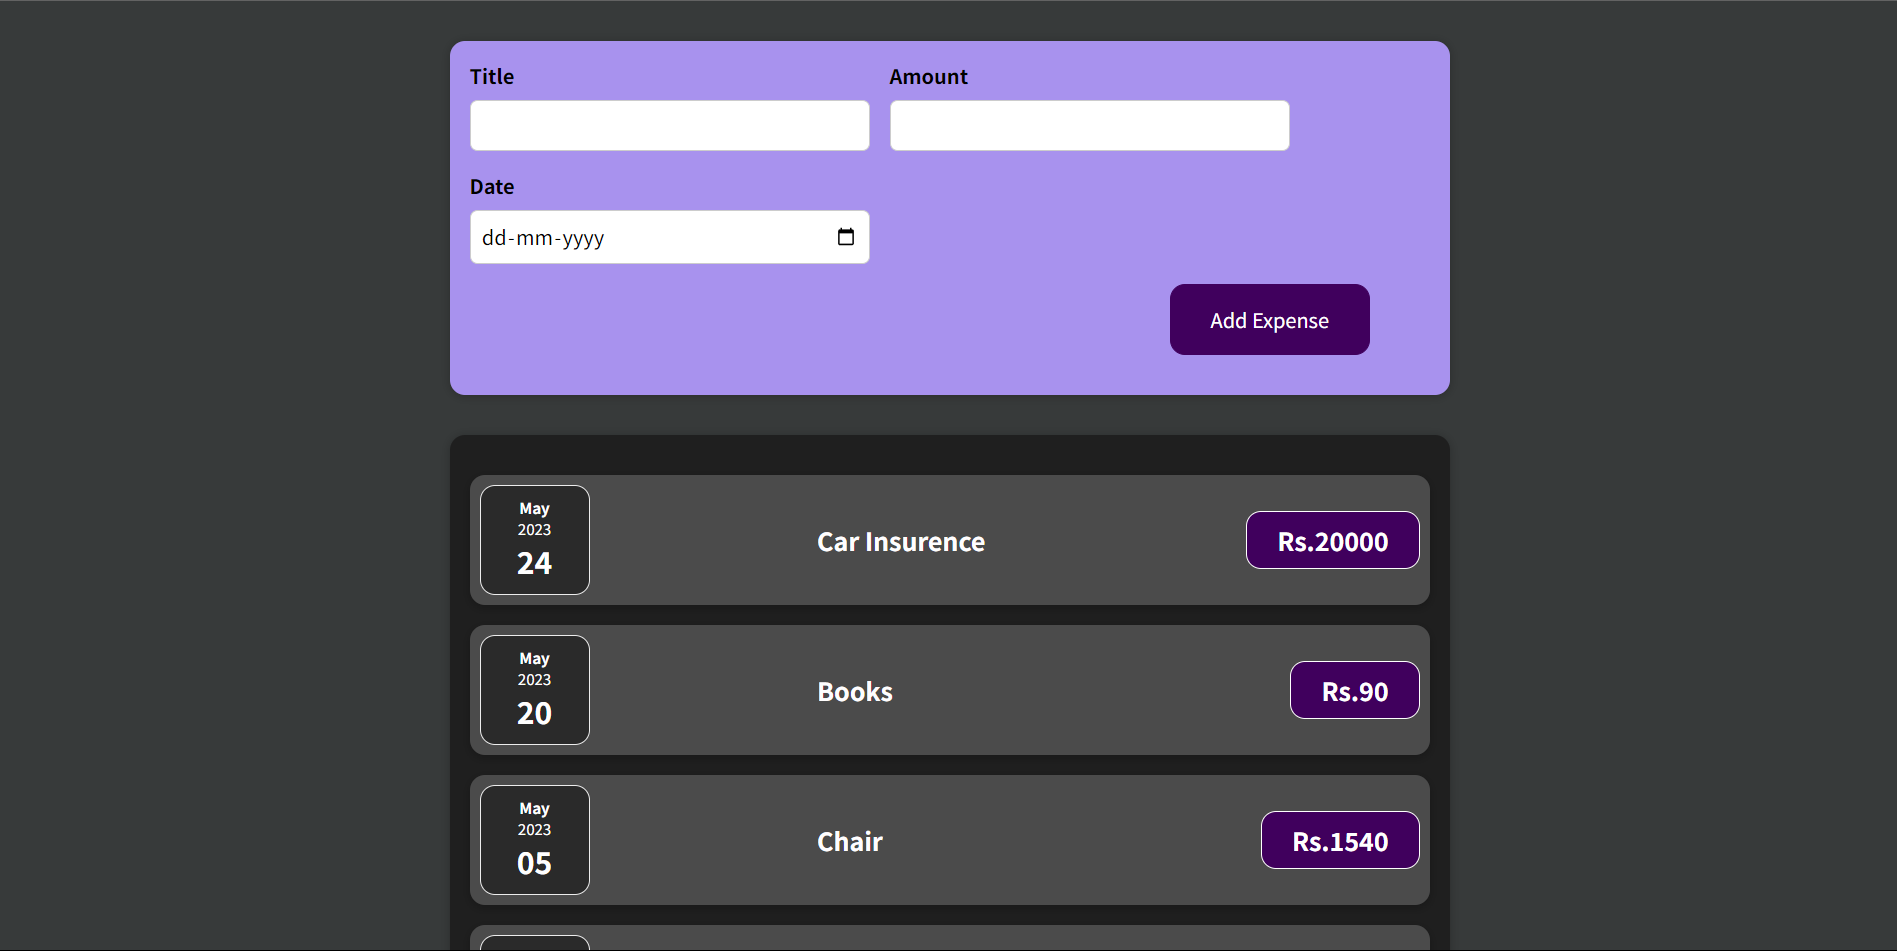 Title
Amount
Date
dd-mm-yyyy
Add Expense
May
2023
24
Car Insurence
Rs.20000
May
2023
20
Books
Rs.90
May
2023
05
Chair
Rs.1540